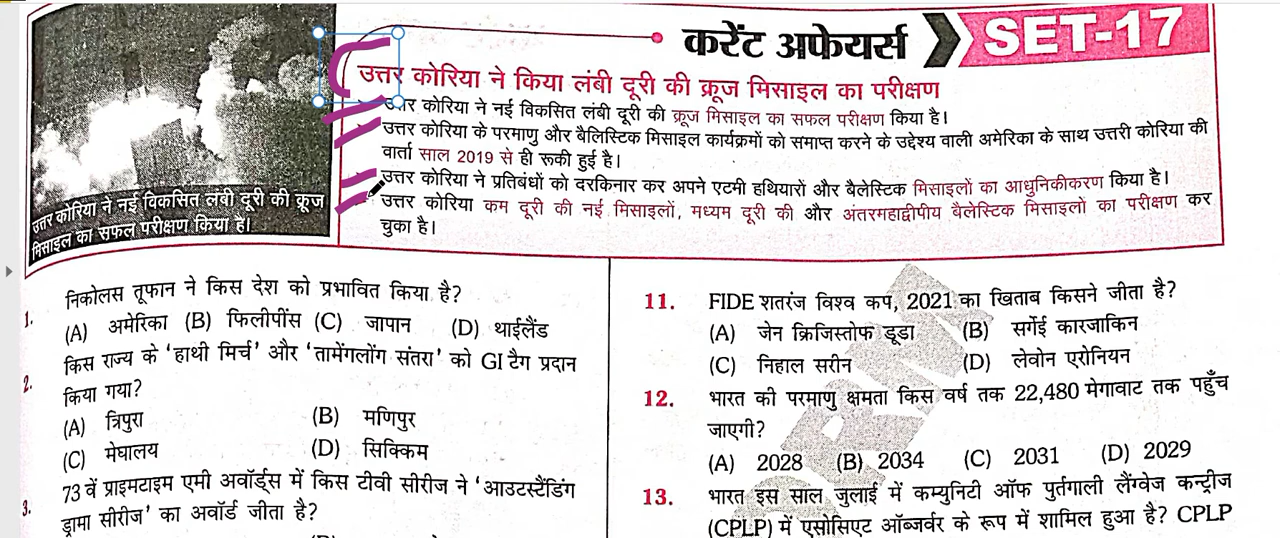 करेंट अफेयर्स
SET-17
उत्तर कोरिया ने किया लंबी दूरी की क्रूज मिसाइल का परीक्षण
उत्तर कोरिया ने नई विकसित लंबी दूरी की क्रूज मिसाइल का सफल परीक्षण किया है।
उत्तर कोरिया के परमाणु और बैलिस्टिक मिसाइल कार्यक्रमों को समाप्त करने के उद्देश्य वाली अमेरिका के साथ उत्तरी कोरिया की
वार्ता साल 2019 से ही रूकी हुई है।
उत्तर कोरिया ने प्रतिबंधों को दरकिनार कर अपने एटमी हथियारों और बैलेस्टिक मिसाइलों का आधुनिकीकरण किया है।
उत्तर कोरिया कम दूरी की नई मिसाइलों, मध्यम दूरी की और अंतरमहाद्वीपीय बैलेस्टिक मिसाइलों का परीक्षण कर
चुका है।
उत्तर कोरिया ने नई विकसित लंबी दूरी की क्रूज
मिसाइल का सफल परीक्षण किया है।
1. निकोलस तूफान ने किस देश को प्रभावित किया है?
(A) अमेरिका (B) फिलीपींस (C) जापान (D) थाईलैंड
2. किस राज्य के 'हाथी मिर्च' और 'तामेंगलोंग संतरा' को GI टैग प्रदान
किया गया?
(A) त्रिपुरा (B) मणिपुर
(C) मेघालय (D) सिक्किम
3. 73 वें प्राइमटाइम एमी अवॉर्ड्स में किस टीवी सीरीज ने 'आउटस्टैंडिंग
ड्रामा सीरीज' का अवॉर्ड जीता है?
11. FIDE शतरंज विश्व कप, 2021 का खिताब किसने जीता है?
(A) जेन क्रिजिस्तोफ डूडा (B) सर्गेई कारजाकिन
(C) निहाल सरीन (D) लेवोन एरोनियन
12. भारत की परमाणु क्षमता किस वर्ष तक 22,480 मेगावाट तक पहुँच
जाएगी?
(A) 2028 (B) 2034 (C) 2031 (D) 2029
13. भारत इस साल जुलाई में कम्युनिटी ऑफ पुर्तगाली लैंग्वेज कन्ट्रीज
(CPLP) में एसोसिएट ऑब्जर्वर के रूप में शामिल हुआ है? CPLP